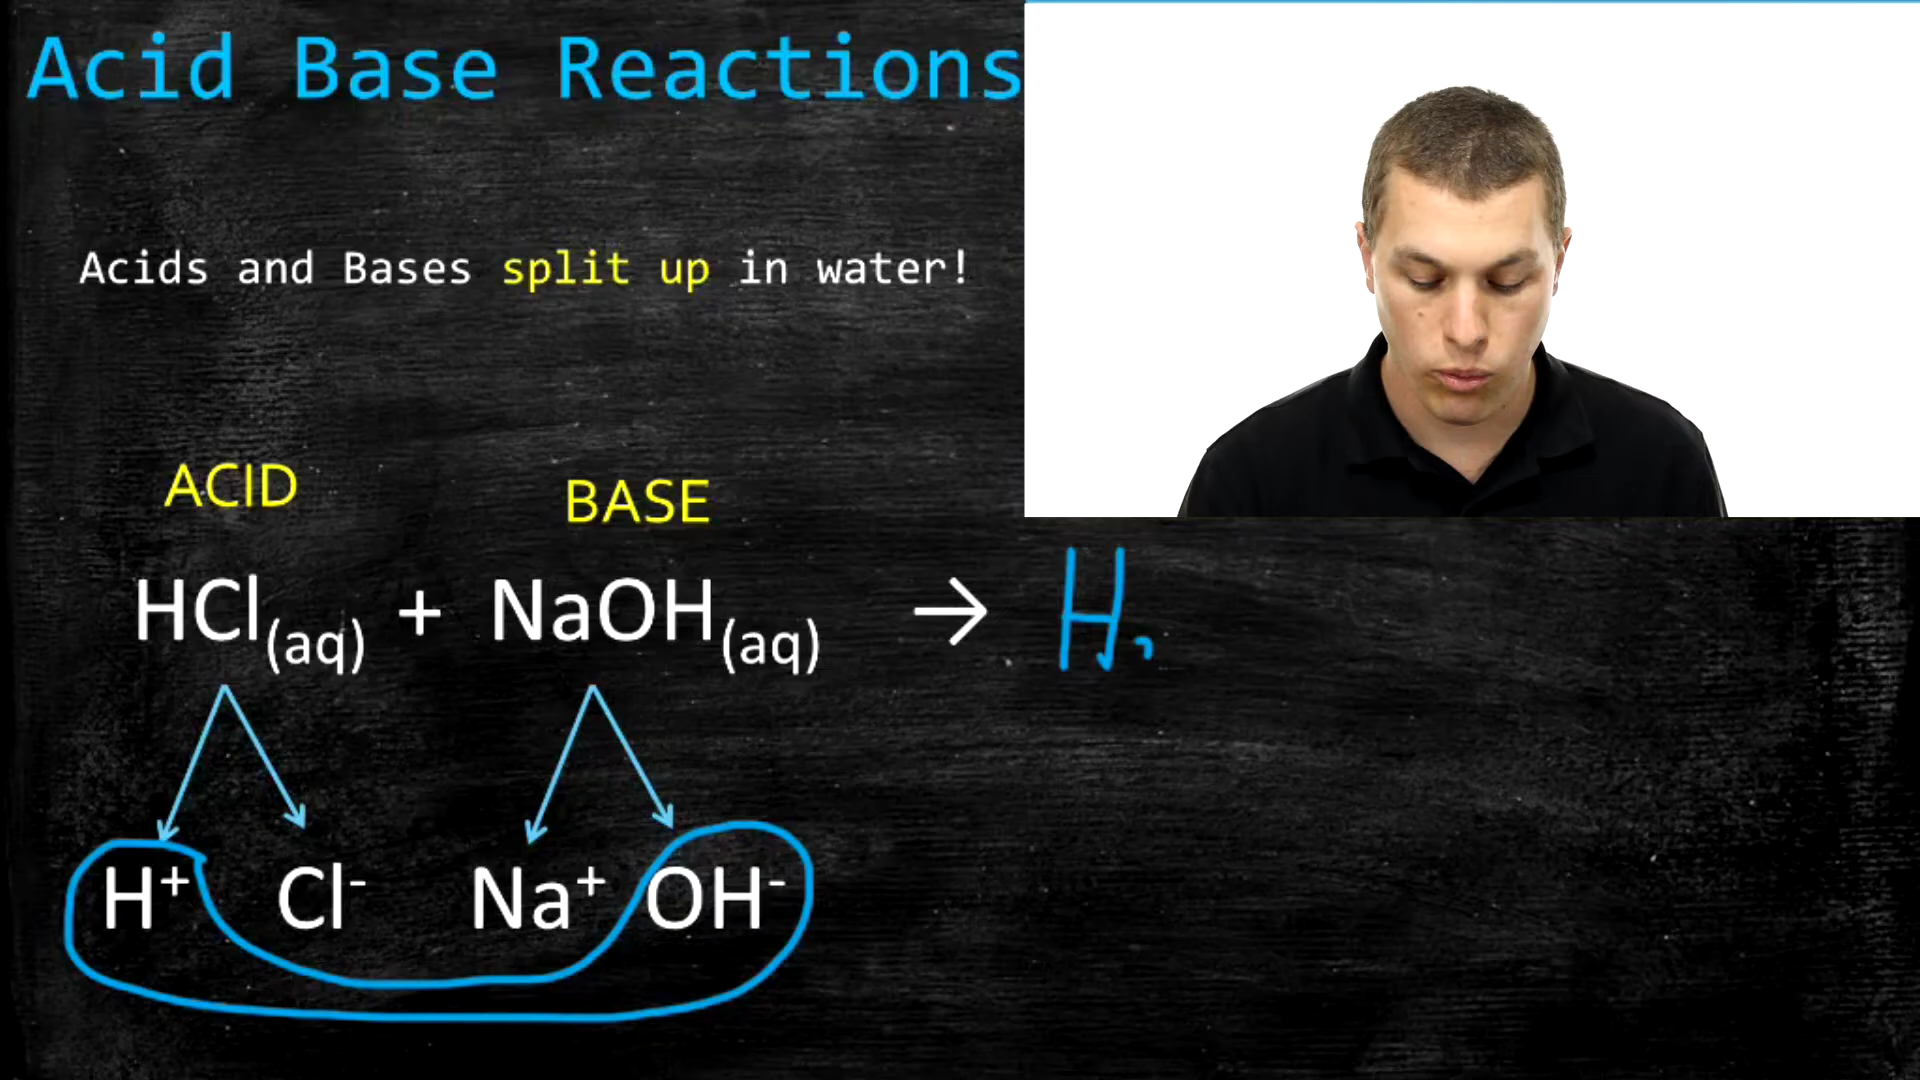 Acid Base Reactions
Acids and Bases split up in water!
ACID BASE
HCl(aq) + NaOH(aq) → H
H⁺ Cl⁻ Na⁺ OH⁻